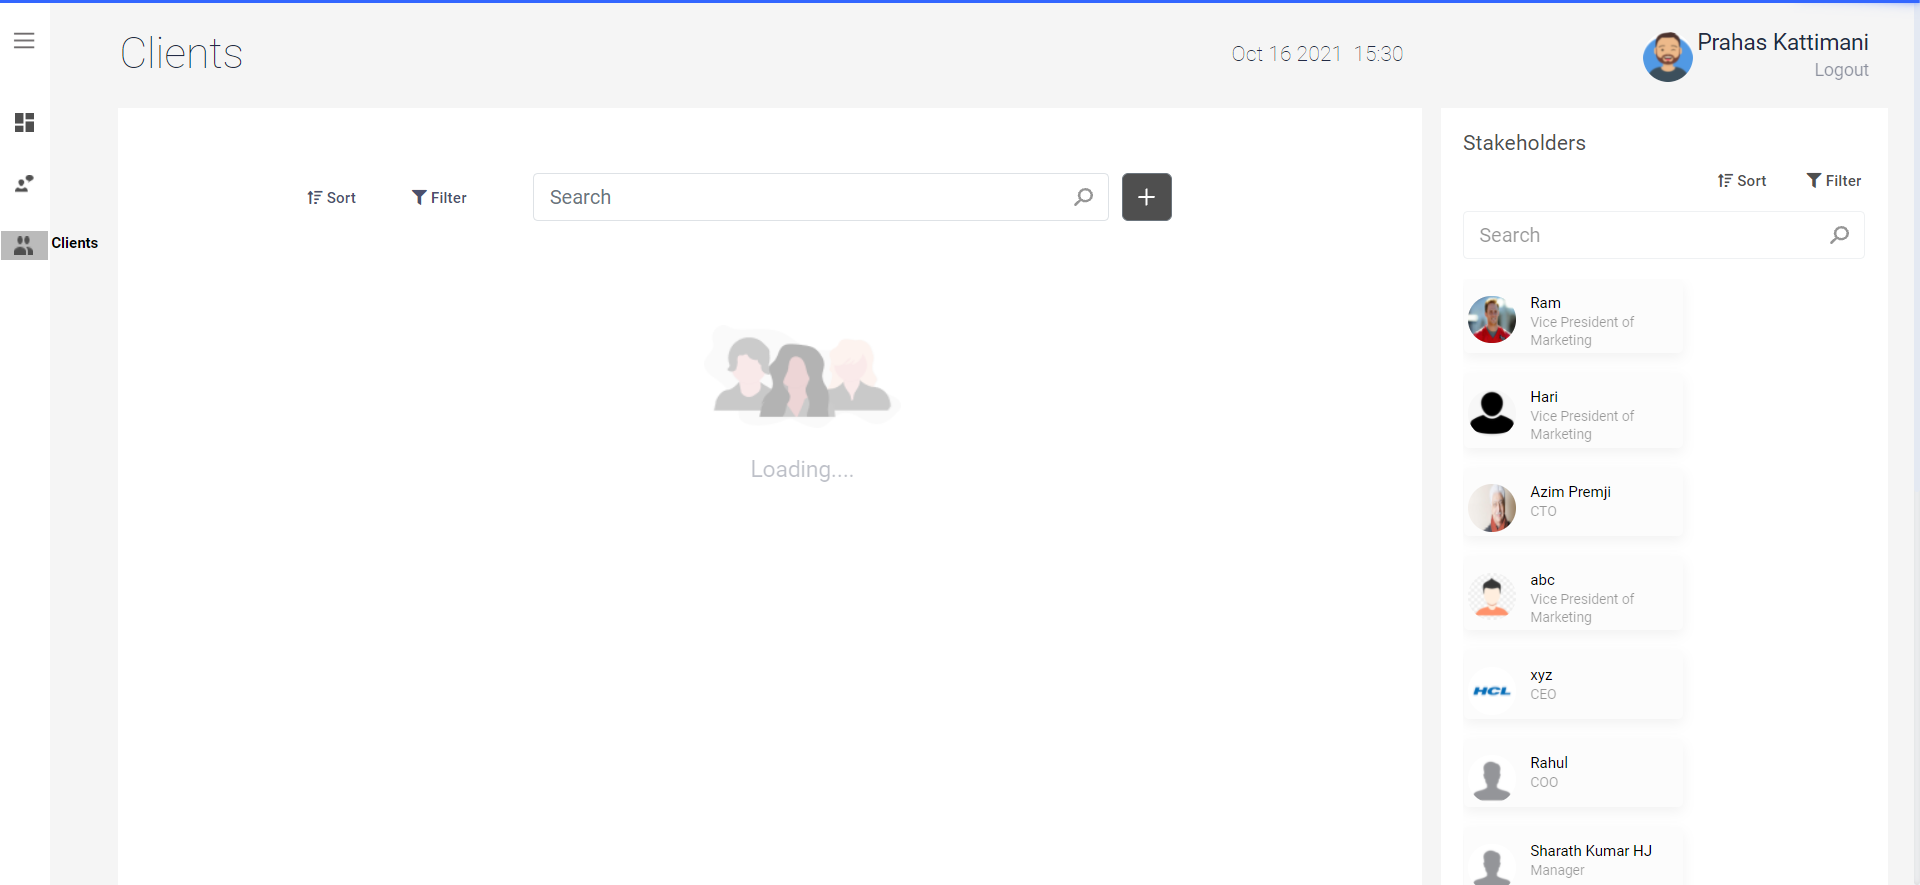 Clients
Oct 16 2021 15:30
Prahas Kattimani
Logout
Clients
Sort
Filter
Search
Loading....
Stakeholders
Sort
Filter
Search
Ram
Vice President of
Marketing
Hari
Vice President of
Marketing
Azim Premji
CTO
abc
Vice President of
Marketing
HCL
xyz
CEO
Rahul
COO
Sharath Kumar HJ
Manager